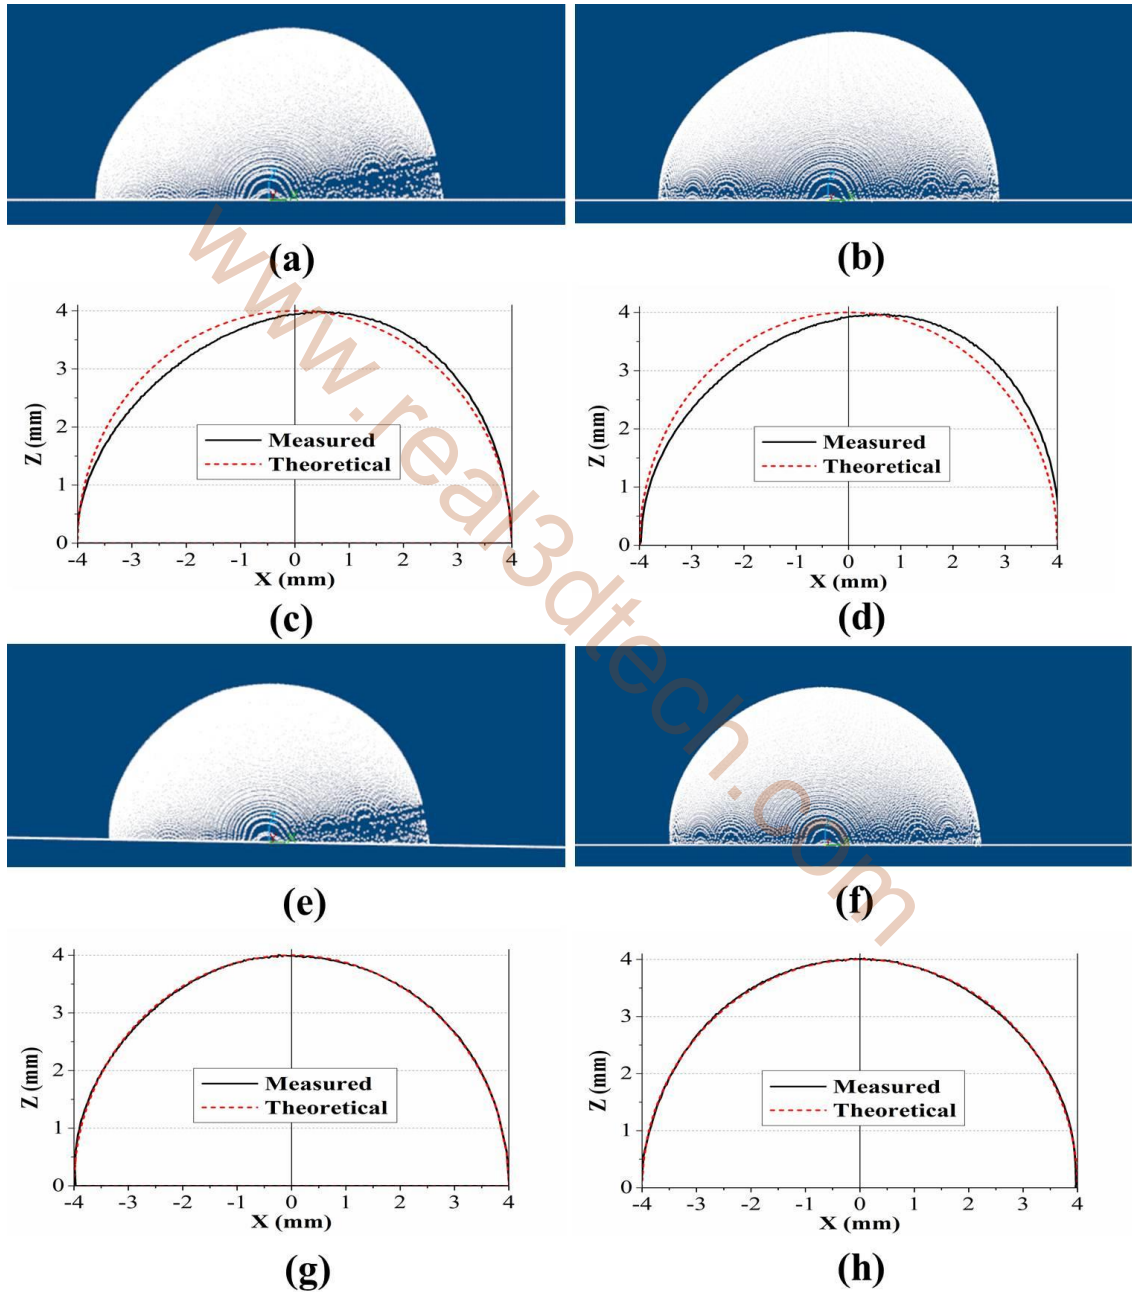 (a)
(b)
4
3
2
1
0
Z (mm)
Measured
Theoretical
-4 -3 -2 -1 0 1 2 3 4
X (mm)
(c)
4
3
2
1
0
Z (mm)
Measured
Theoretical
-4 -3 -2 -1 0 1 2 3 4
X (mm)
(d)
(e)
(f)
4
3
2
1
0
Z (mm)
Measured
Theoretical
-4 -3 -2 -1 0 1 2 3 4
X (mm)
(g)
4
3
2
1
0
Z (mm)
Measured
Theoretical
-4 -3 -2 -1 0 1 2 3 4
X (mm)
(h)
www.real3dtech.com